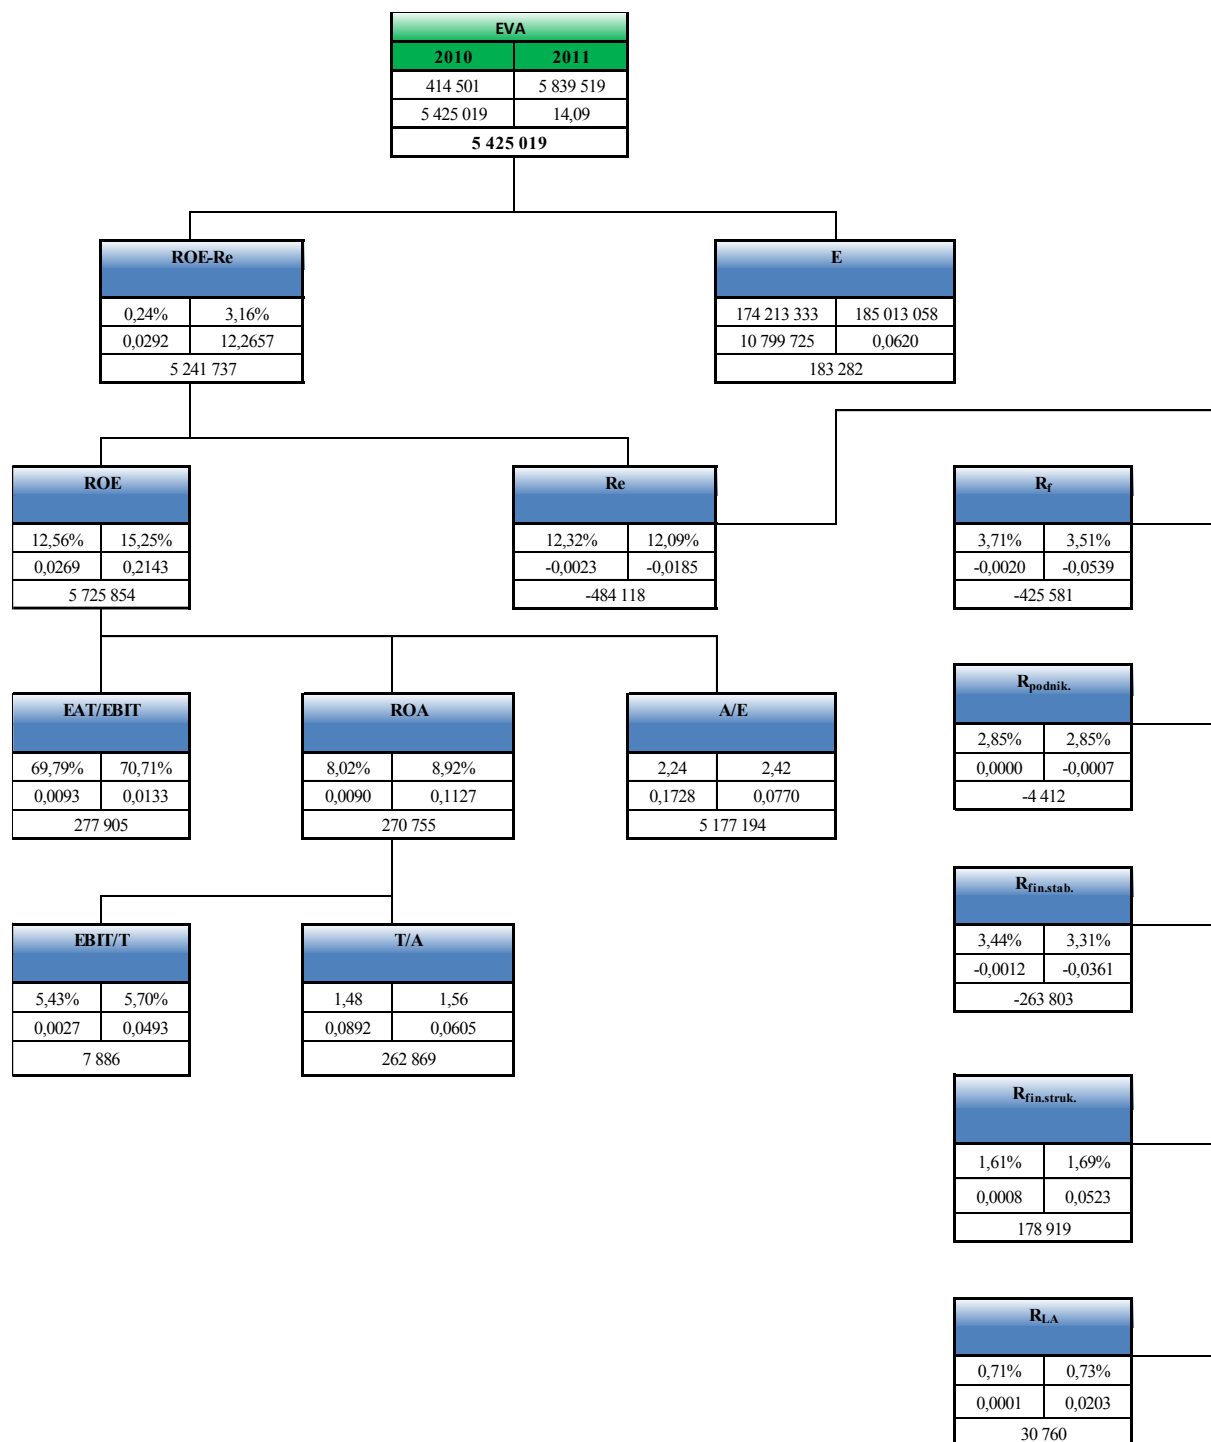 EVA
2010 2011
414 501 5 839 519
5 425 019 14,09
5 425 019
ROE-Re
0,24% 3,16%
0,0292 12,2657
5 241 737
E
174 213 333 185 013 058
10 799 725 0,0620
183 282
ROE
12,56% 15,25%
0,0269 0,2143
5 725 854
Re
12,32% 12,09%
-0,0023 -0,0185
-484 118
Rf
3,71% 3,51%
-0,0020 -0,0539
-425 581
EAT/EBIT
69,79% 70,71%
0,0093 0,0133
277 905
ROA
8,02% 8,92%
0,0090 0,1127
270 755
A/E
2,24 2,42
0,1728 0,0770
5 177 194
Rpodnik.
2,85% 2,85%
0,0000 -0,0007
-4 412
EBIT/T
5,43% 5,70%
0,0027 0,0493
7 886
T/A
1,48 1,56
0,0892 0,0605
262 869
Rfin.stab.
3,44% 3,31%
-0,0012 -0,0361
-263 803
Rfin.struk.
1,61% 1,69%
0,0008 0,0523
178 919
RLA
0,71% 0,73%
0,0001 0,0203
30 760